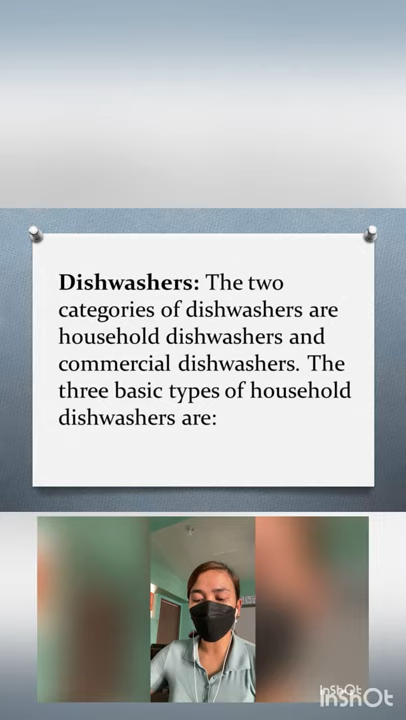 Dishwashers: The two
categories of dishwashers are
household dishwashers and
commercial dishwashers. The
three basic types of household
dishwashers are:
InShOt
InShOt